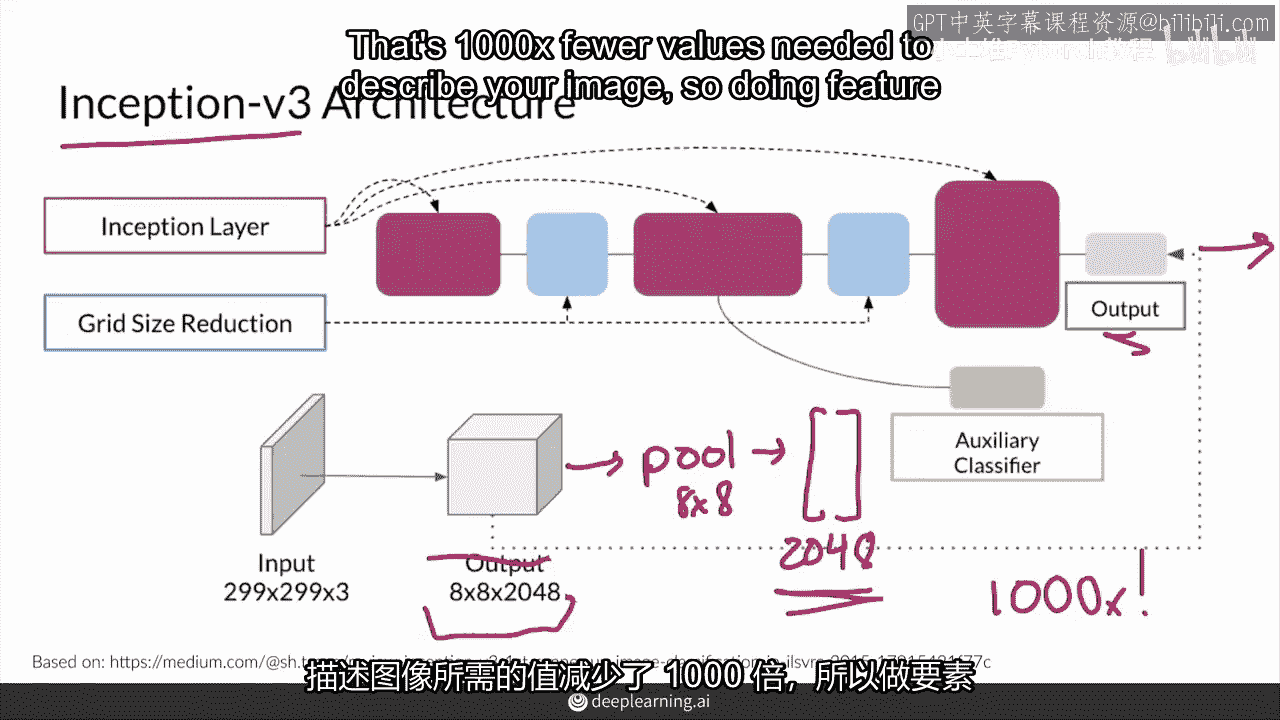 GPT中英字幕课程资源@bilibili.com
That's 1000x fewer values needed to
describe your image, so doing feature
Inception-v3 Architecture
Inception Layer
Grid Size Reduction
Output
Auxiliary
Classifier
pool
8x8
2048
1000x!
Input
299x299x3
Output
8x8x2048
Based on: https://medium.com/@sh.
描述图像所需的值减少了 1000 倍，所以做要素
deeplearning.ai